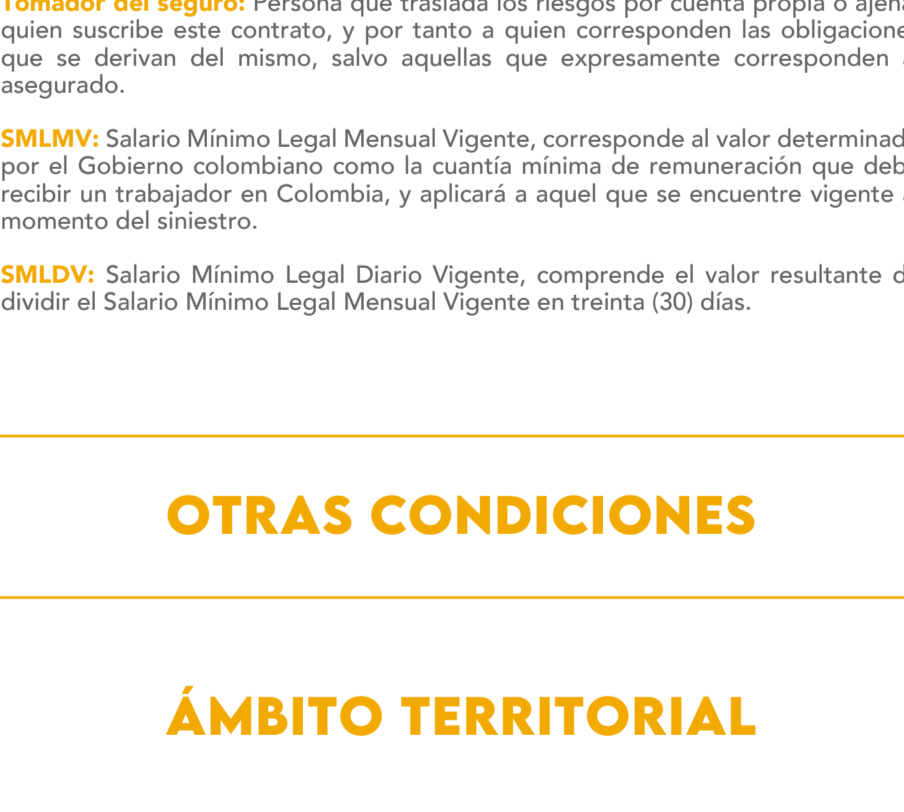 Tomador del seguro: Persona que traslada los riesgos por cuenta propia o
quien suscribe este contrato, y por tanto a quien corresponden las
que se derivan del mismo, salvo aquellas que expresamente corresponden
asegurado.
SMLMV: Salario Mínimo Legal Mensual Vigente, corresponde al valor
por el Gobierno colombiano como la cuantía mínima de remuneración que
recibir un trabajador en Colombia, y aplicará a aquel que se encuentre vigente
momento del siniestro.
SMLDV: Salario Mínimo Legal Diario Vigente, comprende el valor resultante
dividir el Salario Mínimo Legal Mensual Vigente en treinta (30) días.
OTRAS CONDICIONES
ÁMBITO TERRITORIAL